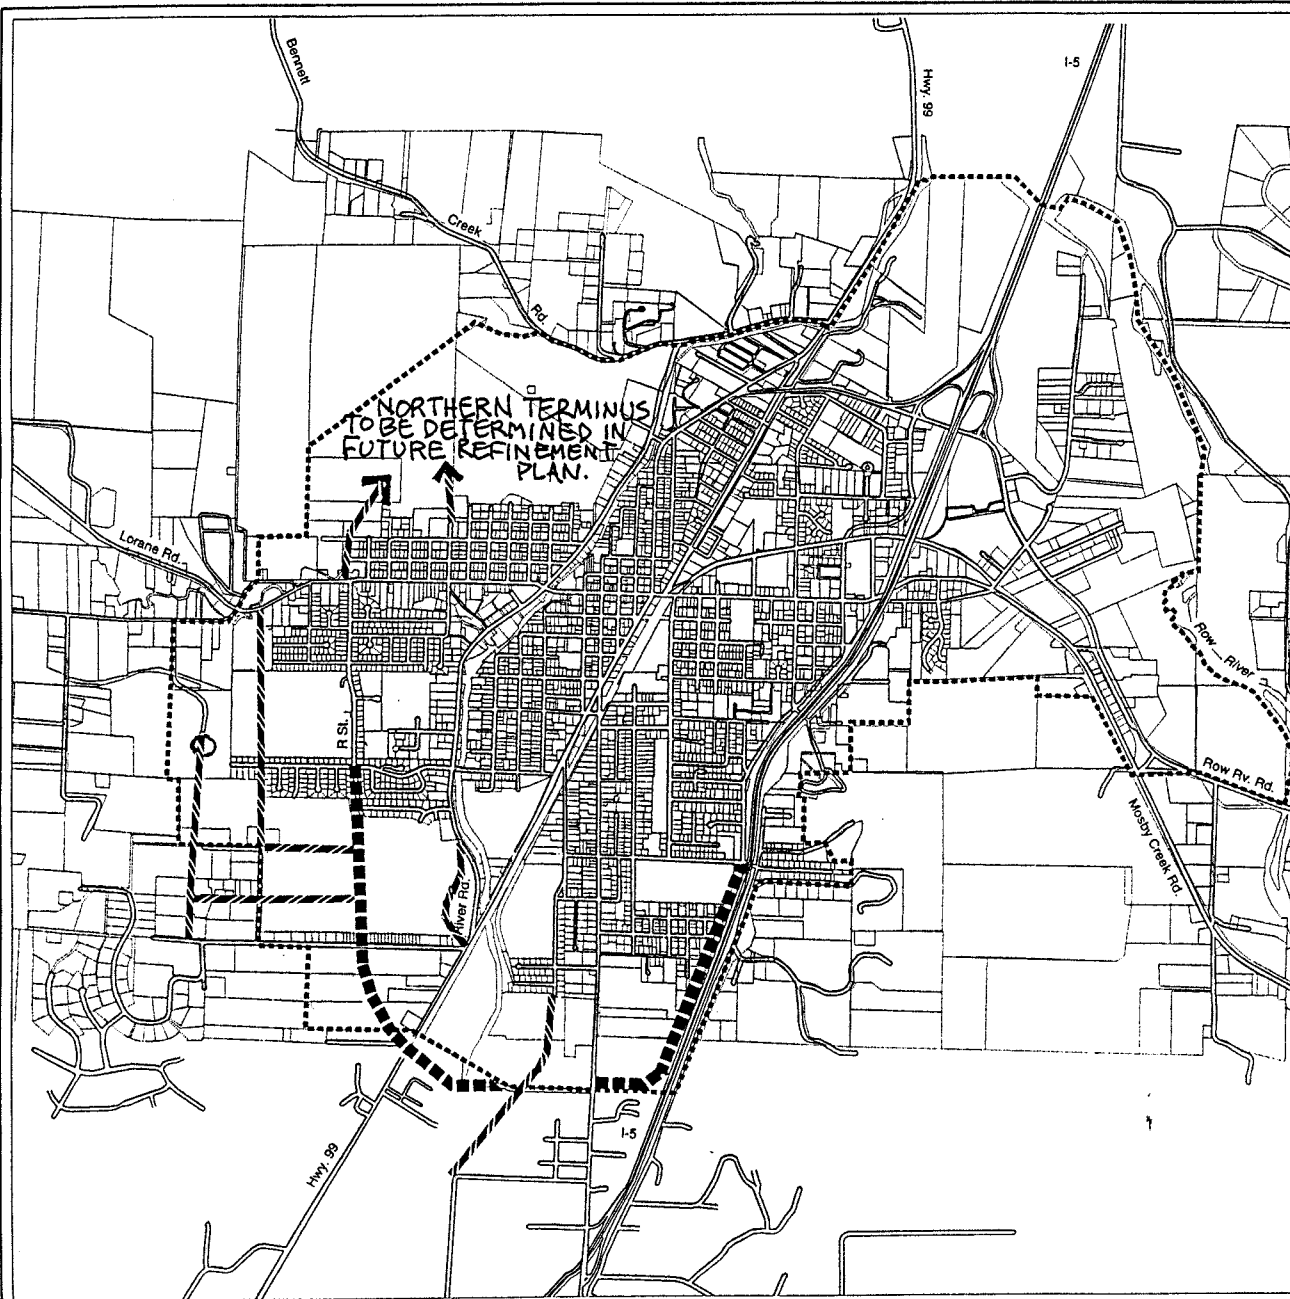 Bennett
I-5
Hwy. 99
Creek
Rd.
NORTHERN TERMINUS
TO BE DETERMINED IN
FUTURE REFINEMENT
PLAN.
Lorane Rd.
Row River
R St.
Row Rv. Rd.
Mosby Creek Rd.
River Rd.
I-5
Hwy. 99